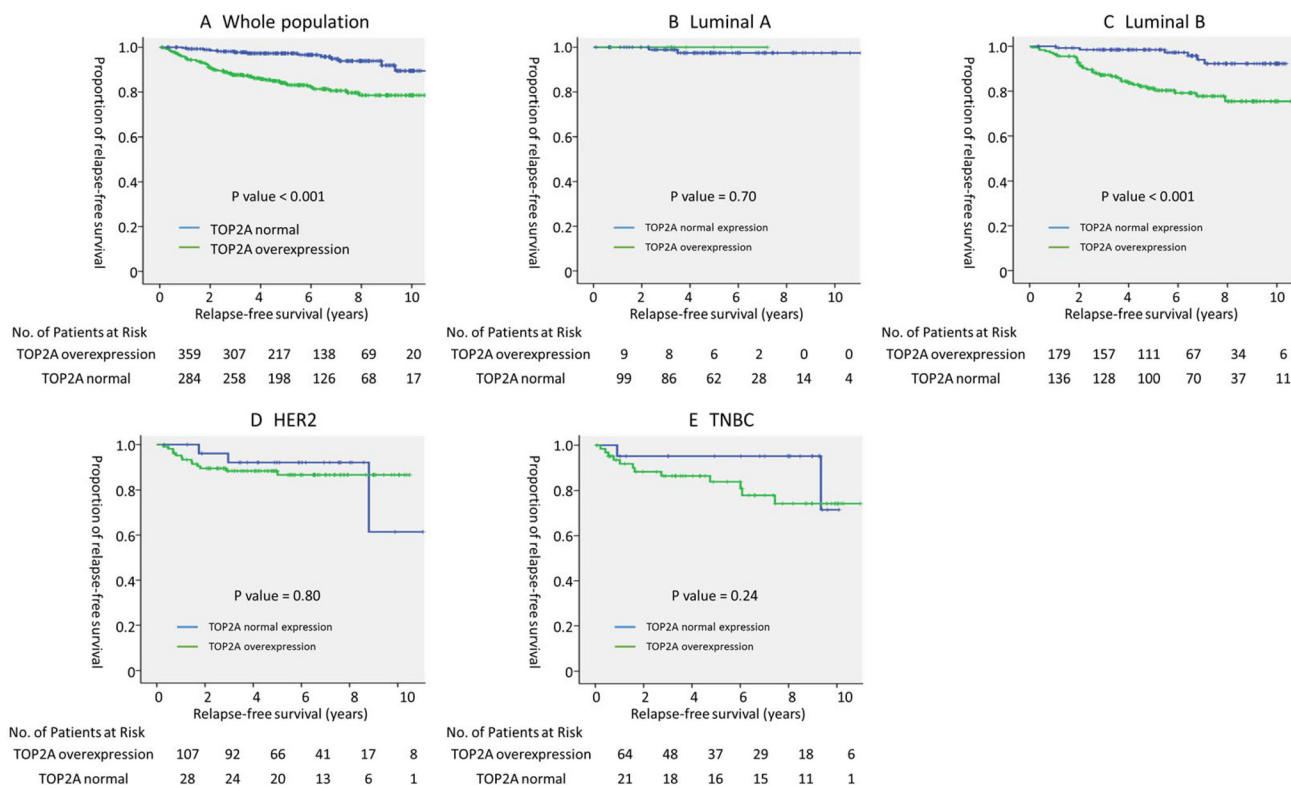 A Whole population
Proportion of relapse-free survival
1.0
0.8
0.6
0.4
0.2
0
P value < 0.001
TOP2A normal
TOP2A overexpression
0 2 4 6 8 10
Relapse-free survival (years)
No. of Patients at Risk
TOP2A overexpression 359 307 217 138 69 20
TOP2A normal 284 258 198 126 68 17
B Luminal A
Proportion of relapse-free survival
1.0
0.8
0.6
0.4
0.2
0
P value = 0.70
TOP2A normal expression
TOP2A overexpression
0 2 4 6 8 10
Relapse-free survival (years)
9 8 6 2 0 0
99 86 62 28 14 4
C Luminal B
Proportion of relapse-free survival
1.0
0.8
0.6
0.4
0.2
0
P value < 0.001
TOP2A normal expression
TOP2A overexpression
0 2 4 6 8 10
Relapse-free survival (years)
No. of Patients at Risk
TOP2A overexpression 179 157 111 67 34 6
TOP2A normal 136 128 100 70 37 11
D HER2
Proportion of relapse-free survival
1.0
0.8
0.6
0.4
0.2
0
P value = 0.80
TOP2A normal expression
TOP2A overexpression
0 2 4 6 8 10
Relapse-free survival (years)
No. of Patients at Risk
TOP2A overexpression 107 92 66 41 17 8
TOP2A normal 28 24 20 13 6 1
E TNBC
Proportion of relapse-free survival
1.0
0.8
0.6
0.4
0.2
0
P value = 0.24
TOP2A normal expression
TOP2A overexpression
0 2 4 6 8 10
Relapse-free survival (years)
No. of Patients at Risk
TOP2A overexpression 64 48 37 29 18 6
TOP2A normal 21 18 16 15 11 1